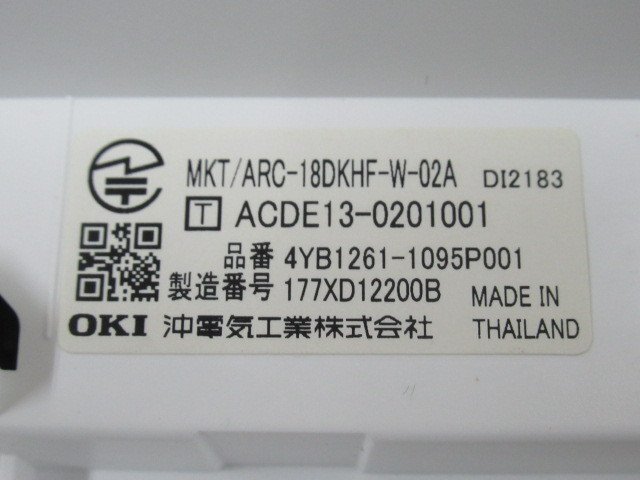 MKT/ARC-18DKHF-W-02A DI2183
T ACDE13-0201001
品番 4YB1261-1095P001
製造番号 177XD12200B MADE IN
OKI 沖電気工業株式会社 THAILAND